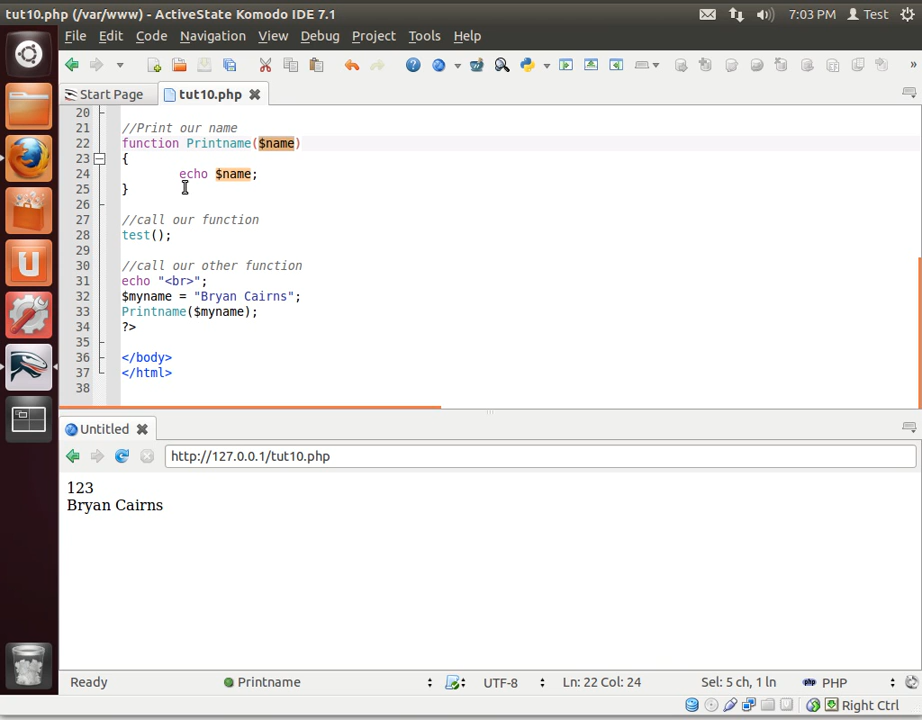 tut10.php (/var/www) - ActiveState Komodo IDE 7.1
7:03 PM Test
File Edit Code Navigation View Debug Project Tools Help
Start Page tut10.php
20
21 //Print our name
22 function Printname($name)
23 {
24 echo $name;
25 }
26
27 //call our function
28 test();
29
30 //call our other function
31 echo "<br>";
32 $myname = "Bryan Cairns";
33 Printname($myname);
34 ?>
35
36 </body>
37 </html>
38
Untitled
http://127.0.0.1/tut10.php
123
Bryan Cairns
Ready Printname UTF-8 Ln: 22 Col: 24 Sel: 5 ch, 1 ln PHP
Right Ctrl